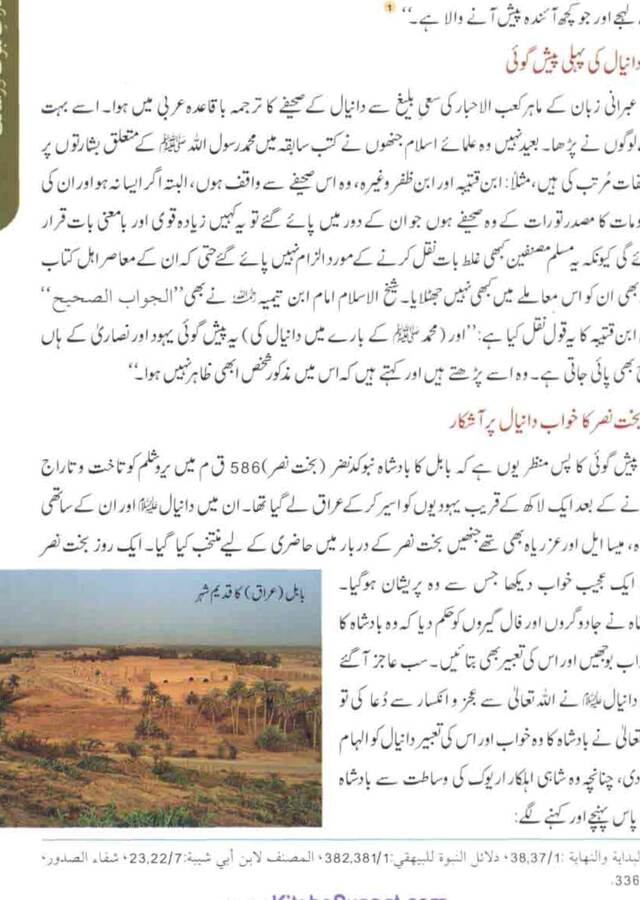 لہجے اور جو کچھ آئندہ پیش آنے والا ہے۔‘‘ 1
دانیال کی پہلی پیش گوئی
عبرانی زبان کے ماہر کعب الاحبار کی سعی بلیغ سے دانیال کے صحیفے کا ترجمہ باقاعدہ عربی میں ہوا۔ اسے بہت
لوگوں نے پڑھا۔ بعید نہیں وہ علمائے اسلام جنھوں نے کتب سابقہ میں محمد رسول اللہ ﷺ کے متعلق بشارتوں پر
مُرتب کی ہیں، مثلاً: ابن قتیبہ اور ابن ظفر وغیرہ، وہ اس صحیفے سے واقف ہوں، البتہ اگر ایسا نہ ہو اور ان کی
کا مصدر تورات کے وہ صحیفے ہوں جو ان کے دور میں پائے گئے تو یہ کہیں زیادہ قوی اور بامعنی بات قرار
گی کیونکہ یہ مسلم مصنفین کبھی غلط بات نقل کرنے کے مورد الزام نہیں پائے گئے حتی کہ ان کے معاصر اہل کتاب
بھی ان کو اس معاملے میں کبھی نہیں جھٹلایا۔ شیخ الاسلام امام ابن تیمیہ رحمہ اللہ نے بھی ’’الجواب الصحیح‘‘
ابن قتیبہ کا یہ قول نقل کیا ہے: ’’اور (محمد ﷺ کے بارے میں دانیال کی) یہ پیش گوئی یہود اور نصاریٰ کے ہاں
بھی پائی جاتی ہے۔ وہ اسے پڑھتے ہیں اور کہتے ہیں کہ اس میں مذکور شخص ابھی ظاہر نہیں ہوا۔‘‘
بخت نصر کا خواب دانیال پر آشکار
پیش گوئی کا پس منظر یوں ہے کہ بابل کا بادشاہ نبوکدنضر (بخت نصر) 586 ق م میں یروشلم کو تاخت و تاراج
نے کے بعد ایک لاکھ کے قریب یہودیوں کو اسیر کر کے عراق لے گیا تھا۔ ان میں دانیال علیہ السلام اور ان کے ساتھی
ہ، میسا ایل اور عزریاہ بھی تھے جنھیں بخت نصر کے دربار میں حاضری کے لیے منتخب کیا گیا۔ ایک روز بخت نصر
ایک عجیب خواب دیکھا جس سے وہ پریشان ہوگیا۔
نے جادوگروں اور فال گیروں کو حکم دیا کہ وہ بادشاہ کا
بوجھیں اور اس کی تعبیر بھی بتائیں۔ سب عاجز آ گئے
دانیال علیہ السلام نے اللہ تعالیٰ سے عجز و انکسار سے دُعا کی تو
تعالیٰ نے بادشاہ کا وہ خواب اور اس کی تعبیر دانیال کو الہام
دی، چنانچہ وہ شاہی اہلکار اریوک کی وساطت سے بادشاہ
پاس پہنچے اور کہنے لگے:
بابل (عراق) کا قدیم شہر
البداية والنهاية: 38,37/1، دلائل النبوة للبيهقي: 382,381/1، المصنف لابن أبي شيبة: 23,22/7، شفاء الصدور،
336.